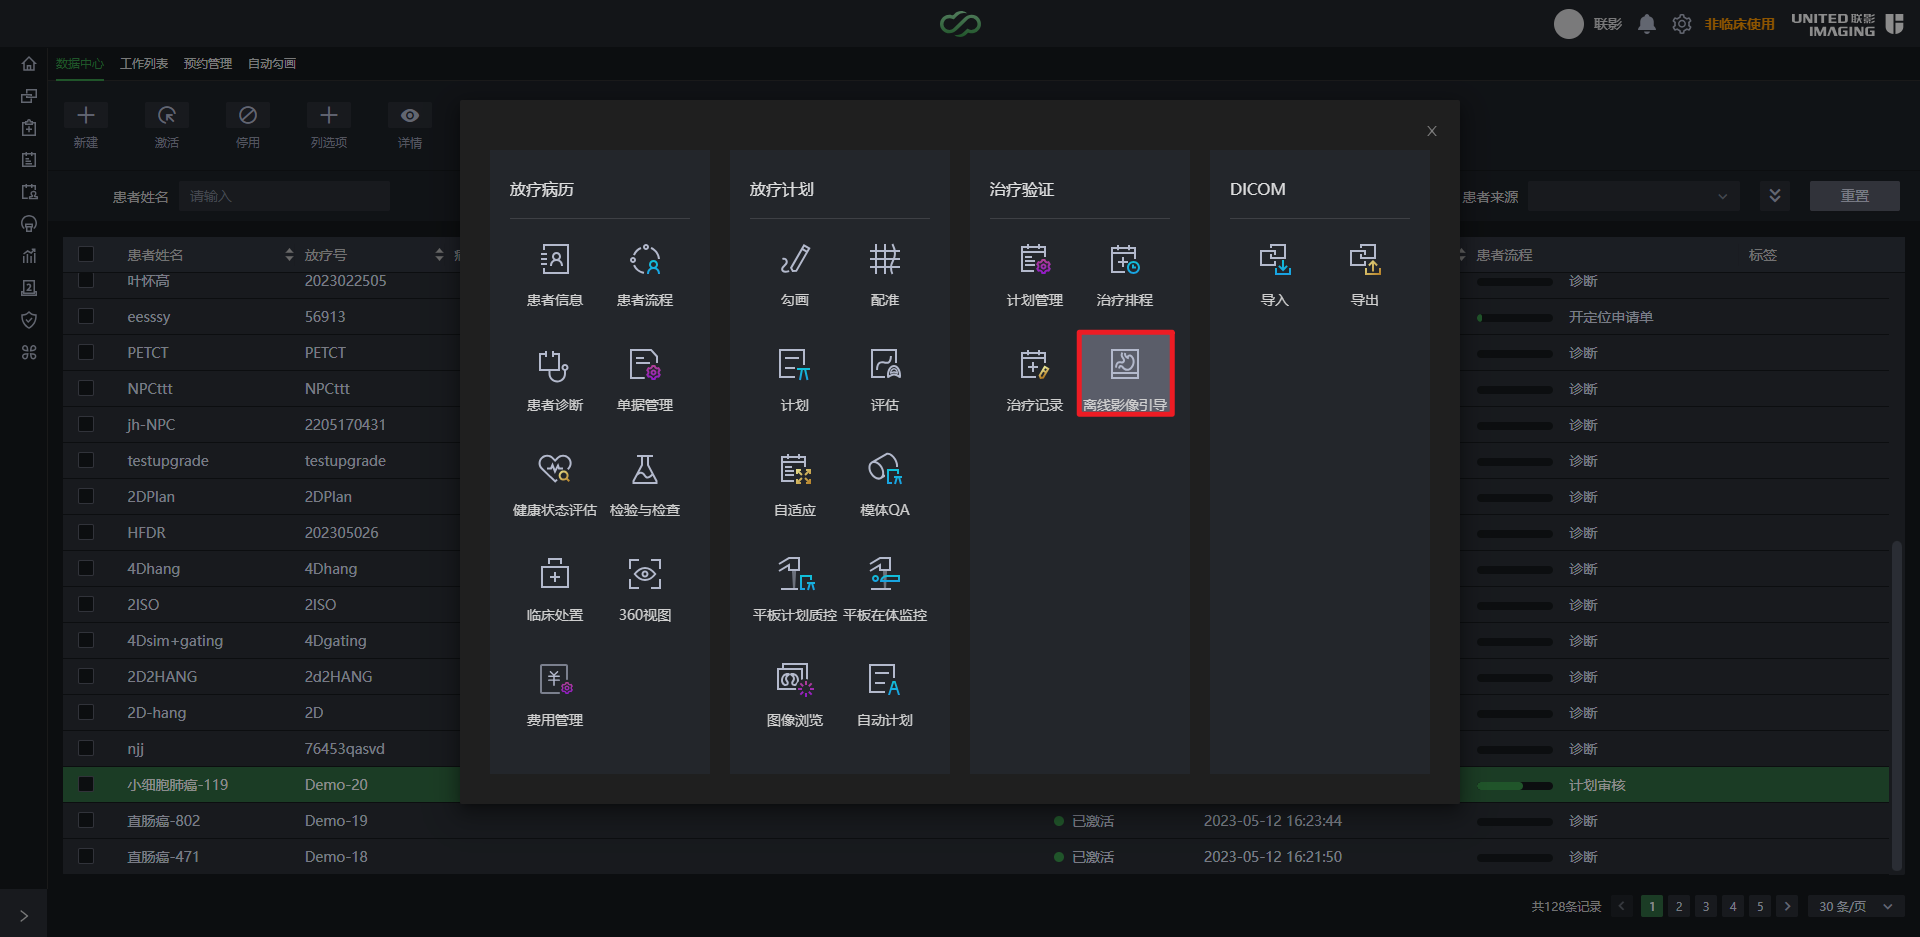 联影
非临床使用
UNITED 联影
IMAGING
数据中心 工作列表 预约管理 自动勾画
新建 激活 停用 列选项 详情
x
患者姓名 请输入
患者来源
重置
放疗病历
患者信息 患者流程
患者诊断 单据管理
健康状态评估 检验与检查
临床处置 360视图
费用管理
放疗计划
勾画 配准
计划 评估
自适应 模体QA
平板计划质控 平板在体监控
图像浏览 自动计划
治疗验证
计划管理 治疗排程
治疗记录 离线影像引导
DICOM
导入 导出
患者姓名 放疗号 患者流程 标签
叶怀高 2023022505 诊断
eesssy 56913 开定位申请单
PETCT PETCT 诊断
NPCttt NPCttt 诊断
jh-NPC 2205170431 诊断
testupgrade testupgrade 诊断
2DPlan 2DPlan 诊断
HFDR 202305026 诊断
4Dhang 4Dhang 诊断
2ISO 2ISO 诊断
4Dsim+gating 4Dgating 诊断
2D2HANG 2d2HANG 诊断
2D-hang 2D 诊断
njj 76453qasvd 诊断
小细胞肺癌-119 Demo-20 计划审核
直肠癌-802 Demo-19 已激活 2023-05-12 16:23:44 诊断
直肠癌-471 Demo-18 已激活 2023-05-12 16:21:50 诊断
共128条记录 1 2 3 4 5 30 条/页